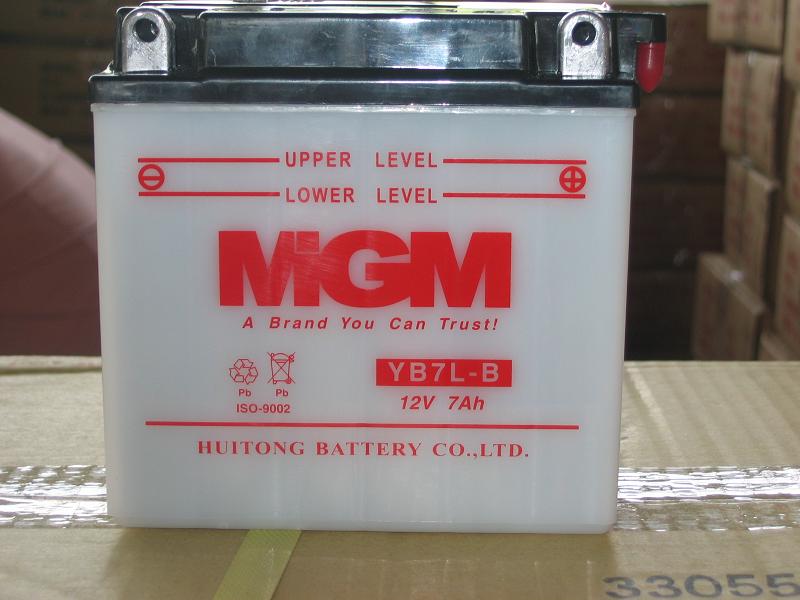 UPPER LEVEL
LOWER LEVEL
MGM
A Brand You Can Trust!
YB7L-B
Pb Pb
12V 7Ah
ISO-9002
HUITONG BATTERY CO.,LTD.
33055